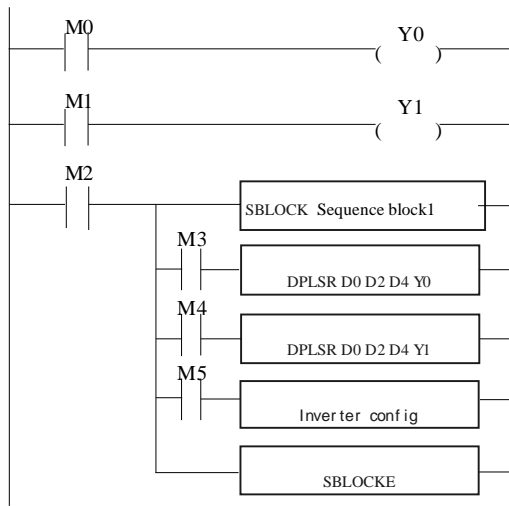 M0
Y0
( )
M1
Y1
( )
M2
SBLOCK Sequence block1
M3
DPLSR D0 D2 D4 Y0
M4
DPLSR D0 D2 D4 Y1
M5
Inverter config
SBLOCKE